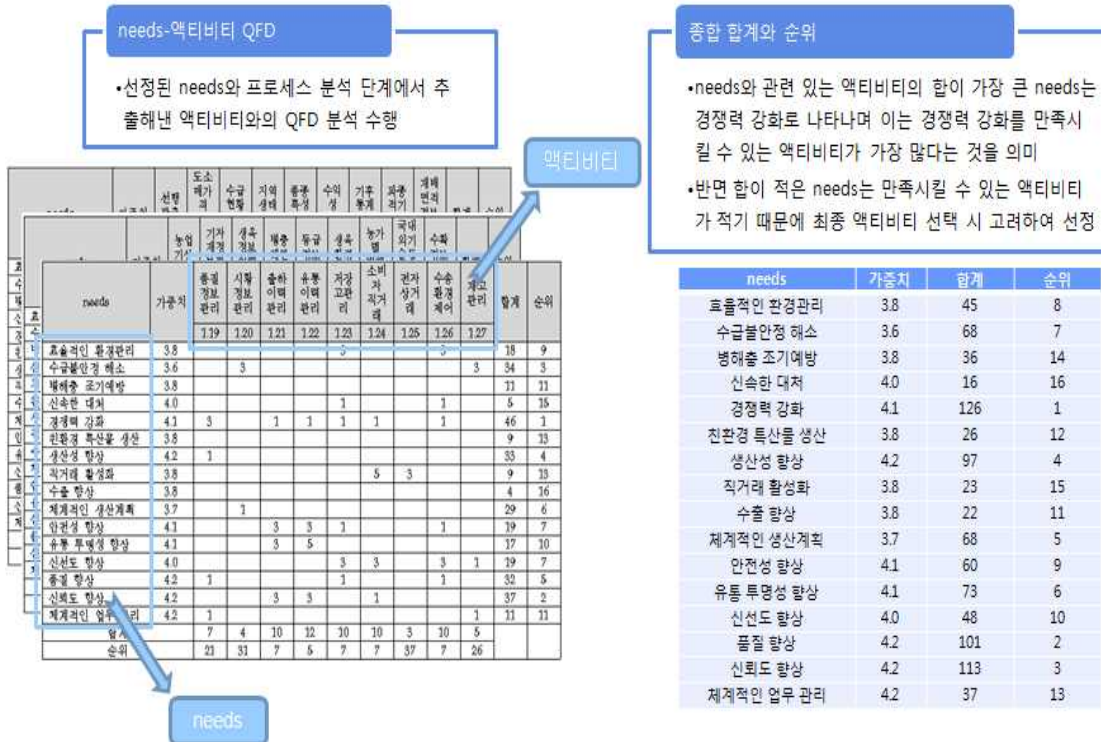 needs-액티비티 QFD
•선정된 needs와 프로세스 분석 단계에서 추
출해낸 액티비티와의 QFD 분석 수행
액티비티
needs 가중치 품질 정보 관리 시황 정보 관리 출하 이력 관리 유통 이력 관리 저장 고관 리 소비 자 직거 래 전자 상거 래 수송 환경 제어 재고 관리 합계 순위
1.19 1.20 1.21 1.22 1.23 1.24 1.25 1.26 1.27
효율적인 환경관리 3.8 3 3 18 9
수급불안정 해소 3.6 3 3 34 3
병해충 조기예방 3.8 11 11
신속한 대처 4.0 1 1 5 15
경쟁력 강화 4.1 3 1 1 1 1 1 46 1
친환경 특산물 생산 3.8 9 13
생산성 향상 4.2 1 33 4
직거래 활성화 3.8 5 3 9 13
수출 향상 3.8 4 16
체계적인 생산계획 3.7 1 29 6
안전성 향상 4.1 3 3 1 1 19 7
유통 투명성 향상 4.1 3 5 17 10
신선도 향상 4.0 3 3 3 1 19 7
품질 향상 4.2 1 1 1 32 5
신뢰도 향상 4.2 3 3 1 37 2
체계적인 업무 관리 4.2 1 1 11 11
7 4 10 12 10 10 3 10 5
순위 21 31 7 6 7 7 37 7 26
needs
종합 합계와 순위
•needs와 관련 있는 액티비티의 합이 가장 큰 needs는
경쟁력 강화로 나타나며 이는 경쟁력 강화를 만족시
킬 수 있는 액티비티가 가장 많다는 것을 의미
•반면 합이 적은 needs는 만족시킬 수 있는 액티비티
가 적기 때문에 최종 액티비티 선택 시 고려하여 선정
needs 가중치 합계 순위
효율적인 환경관리 3.8 45 8
수급불안정 해소 3.6 68 7
병해충 조기예방 3.8 36 14
신속한 대처 4.0 16 16
경쟁력 강화 4.1 126 1
친환경 특산물 생산 3.8 26 12
생산성 향상 4.2 97 4
직거래 활성화 3.8 23 15
수출 향상 3.8 22 11
체계적인 생산계획 3.7 68 5
안전성 향상 4.1 60 9
유통 투명성 향상 4.1 73 6
신선도 향상 4.0 48 10
품질 향상 4.2 101 2
신뢰도 향상 4.2 113 3
체계적인 업무 관리 4.2 37 13